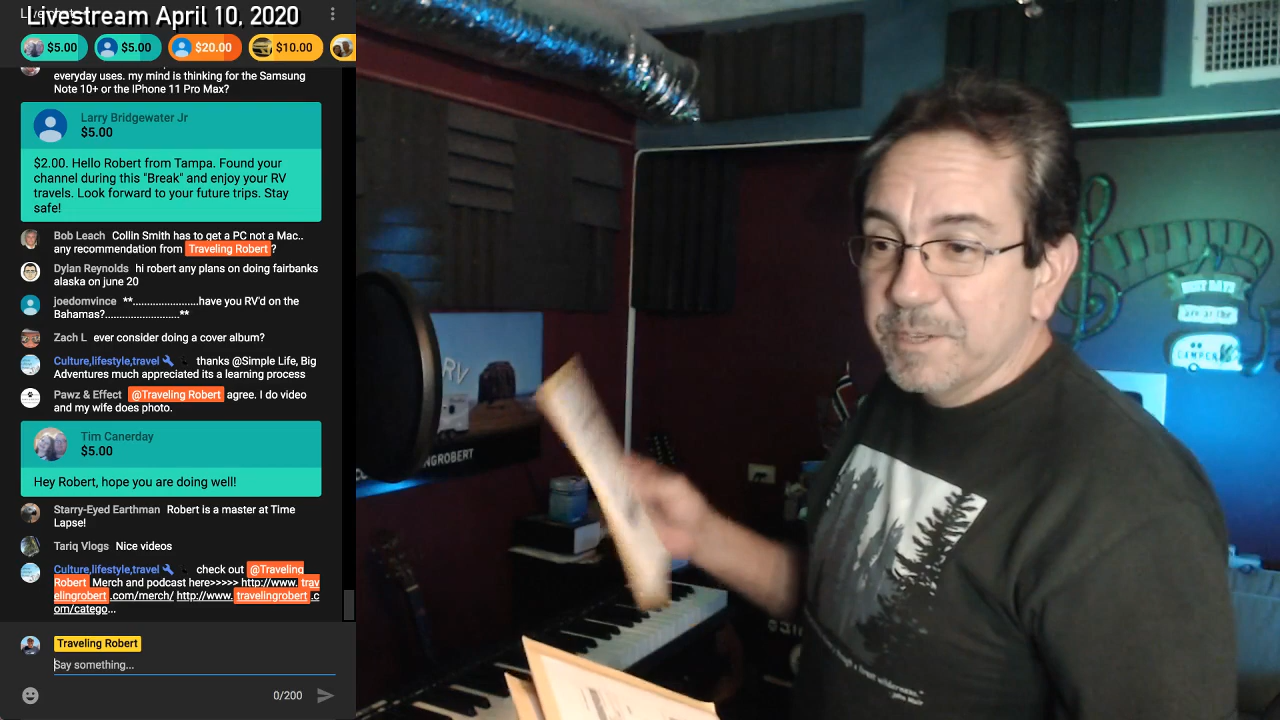 Livestream April 10, 2020
$5.00
$5.00
$20.00
$10.00
everyday uses. my mind is thinking for the Samsung
Note 10+ or the IPhone 11 Pro Max?
Larry Bridgewater Jr
$5.00
$2.00. Hello Robert from Tampa. Found your
channel during this "Break" and enjoy your RV
travels. Look forward to your future trips. Stay
safe!
Bob Leach Collin Smith has to get a PC not a Mac..
any recommendation from Traveling Robert ?
Dylan Reynolds hi robert any plans on doing fairbanks
alaska on june 20
joedomvince **.......................have you RV'd on the
Bahamas?.........................**
Zach L ever consider doing a cover album?
Culture,lifestyle,travel thanks @Simple Life, Big
Adventures much appreciated its a learning process
Pawz & Effect @Traveling Robert agree. I do video
and my wife does photo.
Tim Canerday
$5.00
Hey Robert, hope you are doing well!
Starry-Eyed Earthman Robert is a master at Time
Lapse!
Tariq Vlogs Nice videos
Culture,lifestyle,travel check out @Traveling
Robert Merch and podcast here>>>>> http://www. trav
elingrobert .com/merch/ http://www. travelingrobert .c
om/catego...
Traveling Robert
Say something...
0/200
RV
NGROBERT
BEST DAYS
are at the
CAMPER